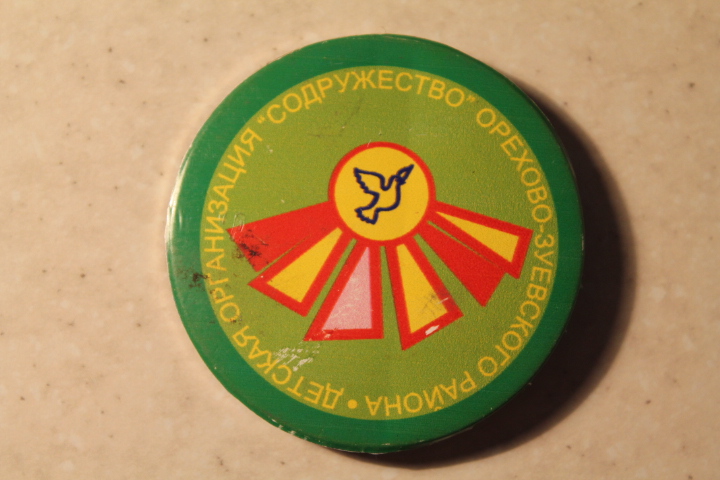 ДЕТСКАЯ ОРГАНИЗАЦИЯ "СОДРУЖЕСТВО" ОРЕХОВО-ЗУЕВСКОГО РАЙОНА •